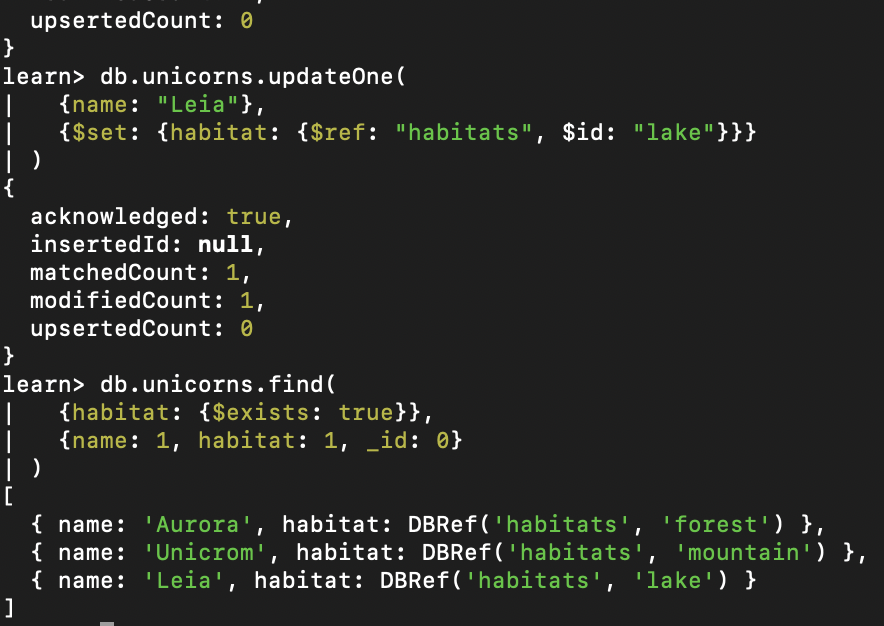 upsertedCount: 0
}
learn> db.unicorns.updateOne(
|   {name: "Leia"},
|   {$set: {habitat: {$ref: "habitats", $id: "lake"}}}
| )
{
  acknowledged: true,
  insertedId: null,
  matchedCount: 1,
  modifiedCount: 1,
  upsertedCount: 0
}
learn> db.unicorns.find(
|   {habitat: {$exists: true}},
|   {name: 1, habitat: 1, _id: 0}
| )
[
  { name: 'Aurora', habitat: DBRef('habitats', 'forest') },
  { name: 'Unicrom', habitat: DBRef('habitats', 'mountain') },
  { name: 'Leia', habitat: DBRef('habitats', 'lake') }
]